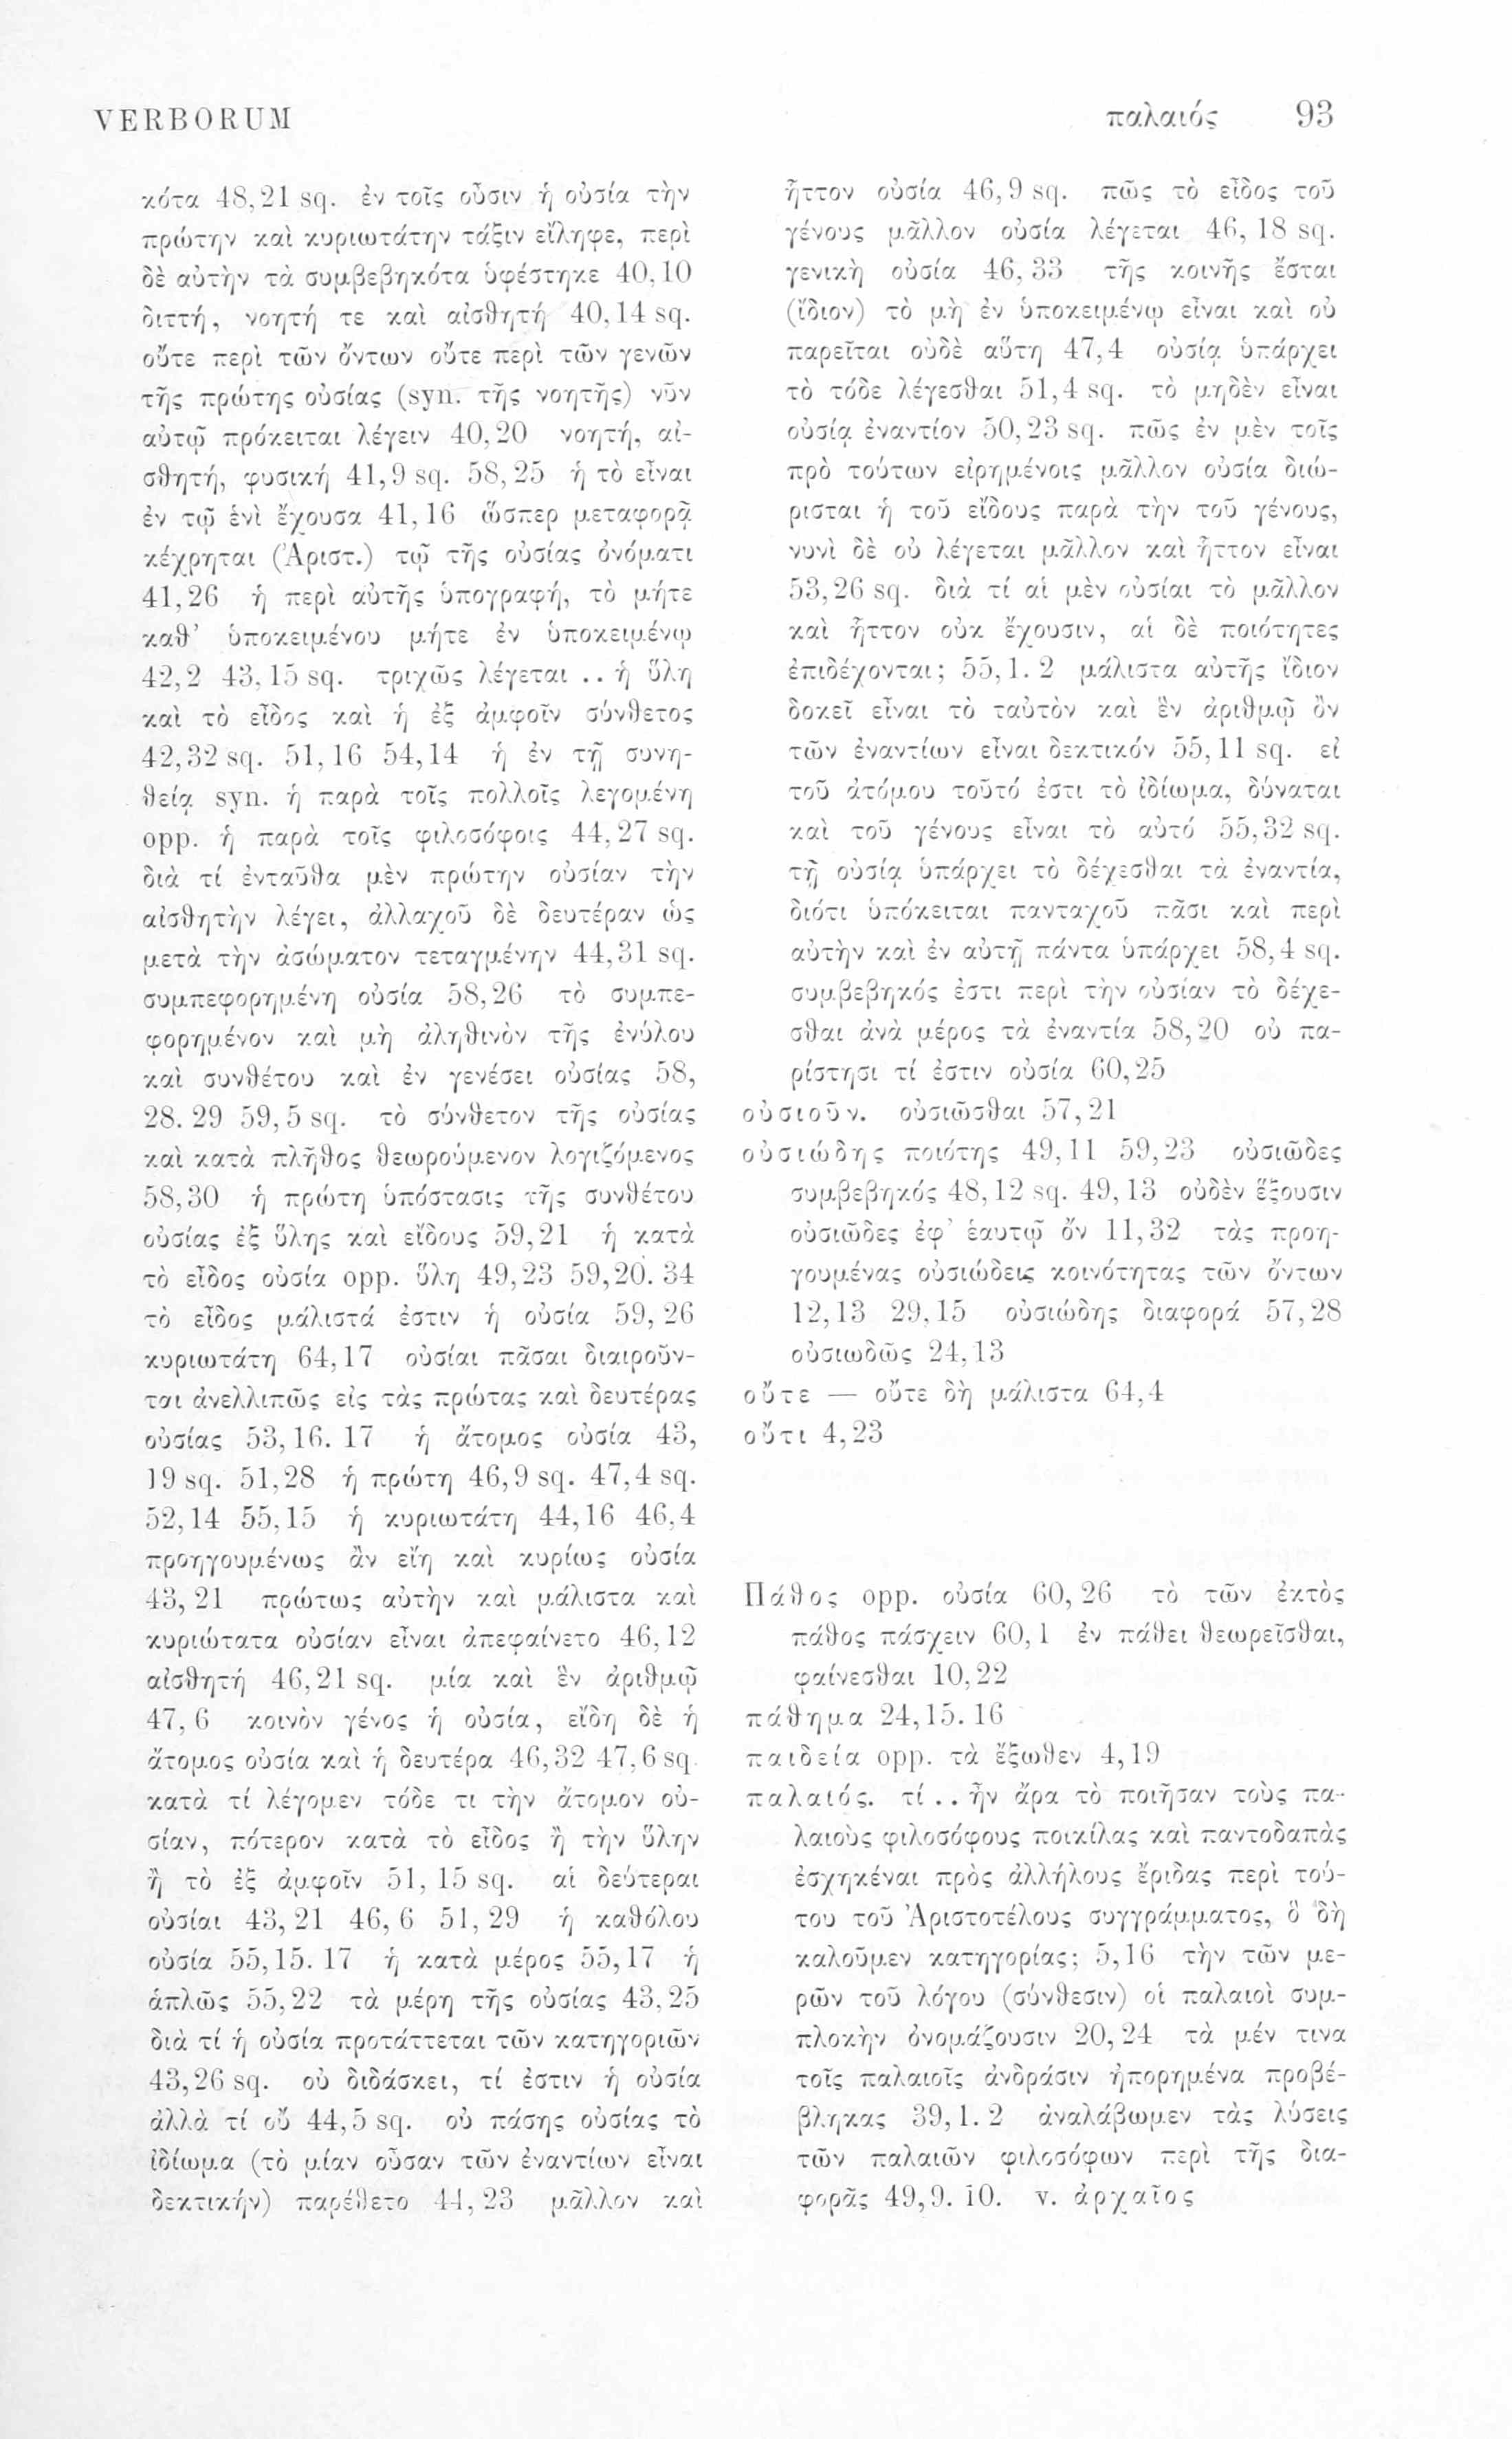 VERBORUM
παλαιός 93
κότα 48,21 sq. ἐν τοῖς οὖσιν ἡ οὐσία τὴν
πρώτην καὶ κυριωτάτην τάξιν εἴληφε, περὶ
δὲ αὐτὴν τὰ συμβεβηκότα ὑφέστηκε 40,10
διττή, νοητή τε καὶ αἰσθητή 40,14 sq.
οὔτε περὶ τῶν ὄντων οὔτε περὶ τῶν γενῶν
τῆς πρώτης οὐσίας (syn. τῆς νοητῆς) νῦν
αὐτῷ πρόκειται λέγειν 40,20 νοητή, αἰ-
σθητή, φυσική 41,9 sq. 58,25 ἡ τὸ εἶναι
ἐν τῷ ἑνὶ ἔχουσα 41,16 ὥσπερ μεταφορᾷ
κέχρηται (Ἀριστ.) τῷ τῆς οὐσίας ὀνόματι
41,26 ἡ περὶ αὐτῆς ὑπογραφή, τὸ μήτε
καθ’ ὑποκειμένου μήτε ἐν ὑποκειμένῳ
42,2 43,15 sq. τριχῶς λέγεται .. ἡ ὕλη
καὶ τὸ εἶδος καὶ ἡ ἐξ ἀμφοῖν σύνθετος
42,32 sq. 51,16 54,14 ἡ ἐν τῇ συνη-
θείᾳ syn. ἡ παρὰ τοῖς πολλοῖς λεγομένη
opp. ἡ παρὰ τοῖς φιλοσόφοις 44,27 sq.
διὰ τί ἐνταῦθα μὲν πρώτην οὐσίαν τὴν
αἰσθητὴν λέγει, ἀλλαχοῦ δὲ δευτέραν ὡς
μετὰ τὴν ἀσώματον τεταγμένην 44,31 sq.
συμπεφορημένη οὐσία 58,26 τὸ συμπε-
φορημένον καὶ μὴ ἀληθινὸν τῆς ἐνύλου
καὶ συνθέτου καὶ ἐν γενέσει οὐσίας 58,
28. 29 59,5 sq. τὸ σύνθετον τῆς οὐσίας
καὶ κατὰ πλῆθος θεωρούμενον λογιζόμενος
58,30 ἡ πρώτη ὑπόστασις τῆς συνθέτου
οὐσίας ἐξ ὕλης καὶ εἴδους 59,21 ἡ κατὰ
τὸ εἶδος οὐσία opp. ὕλη 49,23 59,20. 34
τὸ εἶδος μάλιστά ἐστιν ἡ οὐσία 59,26
κυριωτάτη 64,17 οὐσίαι πᾶσαι διαιροῦν-
ται ἀνελλιπῶς εἰς τὰς πρώτας καὶ δευτέρας
οὐσίας 53,16. 17 ἡ ἄτομος οὐσία 43,
19 sq. 51,28 ἡ πρώτη 46,9 sq. 47,4 sq.
52,14 55,15 ἡ κυριωτάτη 44,16 46,4
προηγουμένως ἂν εἴη καὶ κυρίως οὐσία
43,21 πρώτως αὐτὴν καὶ μάλιστα καὶ
κυριώτατα οὐσίαν εἶναι ἀπεφαίνετο 46,12
αἰσθητή 46,21 sq. μία καὶ ἓν ἀριθμῷ
47,6 κοινὸν γένος ἡ οὐσία, εἴδη δὲ ἡ
ἄτομος οὐσία καὶ ἡ δευτέρα 46,32 47,6 sq.
κατὰ τί λέγομεν τόδε τι τὴν ἄτομον οὐ-
σίαν, πότερον κατὰ τὸ εἶδος ἢ τὴν ὕλην
ἢ τὸ ἐξ ἀμφοῖν 51,15 sq. αἱ δεύτεραι
οὐσίαι 43,21 46,6 51,29 ἡ καθόλου
οὐσία 55,15. 17 ἡ κατὰ μέρος 55,17 ἡ
ἁπλῶς 55,22 τὰ μέρη τῆς οὐσίας 43,25
διὰ τί ἡ οὐσία προτάττεται τῶν κατηγοριῶν
43,26 sq. οὐ διδάσκει, τί ἐστιν ἡ οὐσία
ἀλλὰ τί οὔ 44,5 sq. οὐ πάσης οὐσίας τὸ
ἰδίωμα (τὸ μίαν οὖσαν τῶν ἐναντίων εἶναι
δεκτικήν) παρέθετο 44,23 μᾶλλον καὶ
ἧττον οὐσία 46,9 sq. πῶς τὸ εἶδος τοῦ
γένους μᾶλλον οὐσία λέγεται 46,18 sq.
γενικὴ οὐσία 46,33 τῆς κοινῆς ἔσται
(ἴδιον) τὸ μὴ ἐν ὑποκειμένῳ εἶναι καὶ οὐ
παρεῖται οὐδὲ αὕτη 47,4 οὐσίᾳ ὑπάρχει
τὸ τόδε λέγεσθαι 51,4 sq. τὸ μηδὲν εἶναι
οὐσίᾳ ἐναντίον 50,23 sq. πῶς ἐν μὲν τοῖς
πρὸ τούτων εἰρημένοις μᾶλλον οὐσία διώ-
ρισται ἡ τοῦ εἴδους παρὰ τὴν τοῦ γένους,
νυνὶ δὲ οὐ λέγεται μᾶλλον καὶ ἧττον εἶναι
53,26 sq. διὰ τί αἱ μὲν οὐσίαι τὸ μᾶλλον
καὶ ἧττον οὐκ ἔχουσιν, αἱ δὲ ποιότητες
ἐπιδέχονται; 55,1. 2 μάλιστα αὐτῆς ἴδιον
δοκεῖ εἶναι τὸ ταὐτὸν καὶ ἓν ἀριθμῷ ὂν
τῶν ἐναντίων εἶναι δεκτικόν 55,11 sq. εἰ
τοῦ ἀτόμου τοῦτό ἐστι τὸ ἰδίωμα, δύναται
καὶ τοῦ γένους εἶναι τὸ αὐτό 55,32 sq.
τῇ οὐσίᾳ ὑπάρχει τὸ δέχεσθαι τὰ ἐναντία,
διότι ὑπόκειται πανταχοῦ πᾶσι καὶ περὶ
αὐτὴν καὶ ἐν αὐτῇ πάντα ὑπάρχει 58,4 sq.
συμβεβηκός ἐστι περὶ τὴν οὐσίαν τὸ δέχε-
σθαι ἀνὰ μέρος τὰ ἐναντία 58,20 οὐ πα-
ρίστησι τί ἐστιν οὐσία 60,25
οὐσιοῦν. οὐσιῶσθαι 57,21
οὐσιώδης ποιότης 49,11 59,23 οὐσιῶδες
συμβεβηκός 48,12 sq. 49,13 οὐδὲν ἕξουσιν
οὐσιῶδες ἐφ’ ἑαυτῷ ὄν 11,32 τὰς προη-
γουμένας οὐσιώδεις κοινότητας τῶν ὄντων
12,13 29,15 οὐσιώδης διαφορά 57,28
οὐσιωδῶς 24,13
οὔτε — οὔτε δὴ μάλιστα 64,4
οὔτι 4,23
Πάθος opp. οὐσία 60,26 τὸ τῶν ἐκτὸς
πάθος πάσχειν 60,1 ἐν πάθει θεωρεῖσθαι,
φαίνεσθαι 10,22
πάθημα 24,15. 16
παιδεία opp. τὰ ἔξωθεν 4,19
παλαιός. τί .. ἦν ἄρα τὸ ποιῆσαν τοὺς πα-
λαιοὺς φιλοσόφους ποικίλας καὶ παντοδαπὰς
ἐσχηκέναι πρὸς ἀλλήλους ἔριδας περὶ τού-
του τοῦ Ἀριστοτέλους συγγράμματος, ὃ δὴ
καλοῦμεν κατηγορίας; 5,16 τὴν τῶν με-
ρῶν τοῦ λόγου (σύνθεσιν) οἱ παλαιοὶ συμ-
πλοκὴν ὀνομάζουσιν 20,24 τὰ μέν τινα
τοῖς παλαιοῖς ἀνδράσιν ἠπορημένα προβέ-
βληκας 39,1. 2 ἀναλάβωμεν τὰς λύσεις
τῶν παλαιῶν φιλοσόφων περὶ τῆς δια-
φορᾶς 49,9. 10. v. ἀρχαῖος